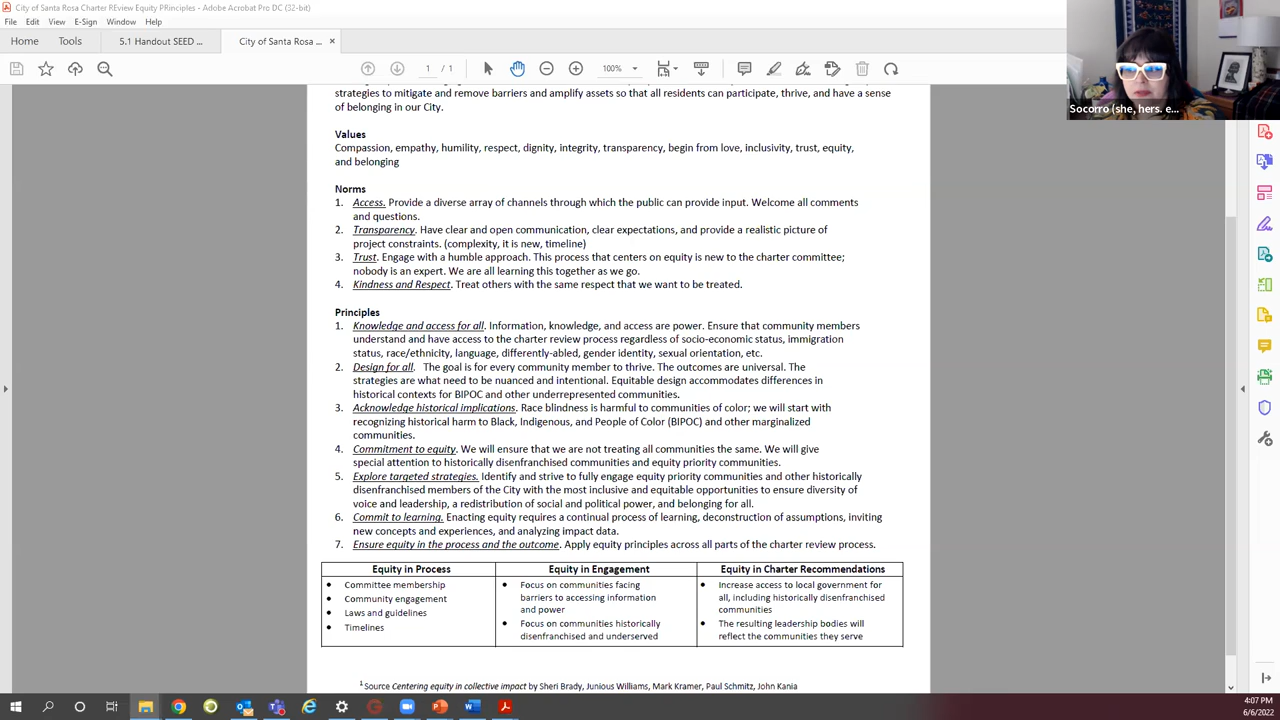 City of Santa Rosa Charter REview Equity PRinciples - Adobe Acrobat Pro DC (32-bit)
File Edit View E-Sign Window Help
Home Tools 5.1 Handout SEED ... City of Santa Rosa ... ×
1 / 1 100%
Socorro (she, hers. e...
strategies to mitigate and remove barriers and amplify assets so that all residents can participate, thrive, and have a sense
of belonging in our City.
Values
Compassion, empathy, humility, respect, dignity, integrity, transparency, begin from love, inclusivity, trust, equity,
and belonging
Norms
1. Access. Provide a diverse array of channels through which the public can provide input. Welcome all comments
and questions.
2. Transparency. Have clear and open communication, clear expectations, and provide a realistic picture of
project constraints. (complexity, it is new, timeline)
3. Trust. Engage with a humble approach. This process that centers on equity is new to the charter committee;
nobody is an expert. We are all learning this together as we go.
4. Kindness and Respect. Treat others with the same respect that we want to be treated.
Principles
1. Knowledge and access for all. Information, knowledge, and access are power. Ensure that community members
understand and have access to the charter review process regardless of socio-economic status, immigration
status, race/ethnicity, language, differently-abled, gender identity, sexual orientation, etc.
2. Design for all. The goal is for every community member to thrive. The outcomes are universal. The
strategies are what need to be nuanced and intentional. Equitable design accommodates differences in
historical contexts for BIPOC and other underrepresented communities.
3. Acknowledge historical implications. Race blindness is harmful to communities of color; we will start with
recognizing historical harm to Black, Indigenous, and People of Color (BIPOC) and other marginalized
communities.
4. Commitment to equity. We will ensure that we are not treating all communities the same. We will give
special attention to historically disenfranchised communities and equity priority communities.
5. Explore targeted strategies. Identify and strive to fully engage equity priority communities and other historically
disenfranchised members of the City with the most inclusive and equitable opportunities to ensure diversity of
voice and leadership, a redistribution of social and political power, and belonging for all.
6. Commit to learning. Enacting equity requires a continual process of learning, deconstruction of assumptions, inviting
new concepts and experiences, and analyzing impact data.
7. Ensure equity in the process and the outcome. Apply equity principles across all parts of the charter review process.
Equity in Process
• Committee membership
• Community engagement
• Laws and guidelines
• Timelines
Equity in Engagement
• Focus on communities facing
barriers to accessing information
and power
• Focus on communities historically
disenfranchised and underserved
Equity in Charter Recommendations
• Increase access to local government for
all, including historically disenfranchised
communities
• The resulting leadership bodies will
reflect the communities they serve
1 Source Centering equity in collective impact by Sheri Brady, Junious Williams, Mark Kramer, Paul Schmitz, John Kania
4:07 PM
6/6/2022